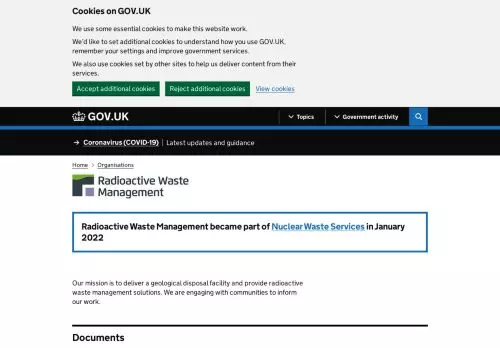 Cookies on GOV.UK
We use some essential cookies to make this website work.
We'd like to set additional cookies to understand how you use GOV.UK,
remember your settings and improve government services.
We also use cookies set by other sites to help us deliver content from their
services.
Accept additional cookies Reject additional cookies View cookies
GOV.UK Topics Government activity
→ Coronavirus (COVID-19) Latest updates and guidance
Home > Organisations
Radioactive Waste
Management
Radioactive Waste Management became part of Nuclear Waste Services in January
2022
Our mission is to deliver a geological disposal facility and provide radioactive
waste management solutions. We are engaging with communities to inform
our work.
Documents